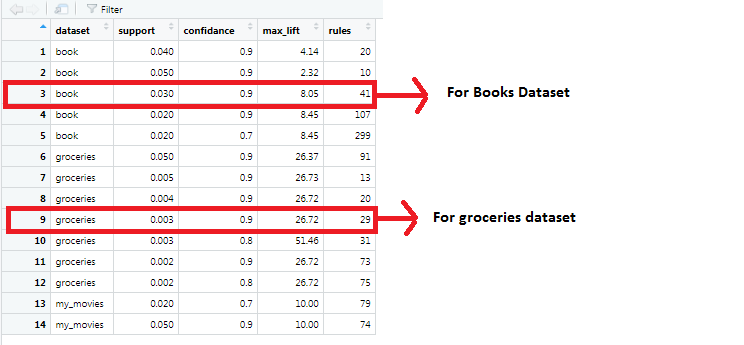 Filter
dataset support confidance max_lift rules
1 book 0.040 0.9 4.14 20
2 book 0.050 0.9 2.32 10
3 book 0.030 0.9 8.05 41
For Books Dataset
4 book 0.020 0.9 8.45 107
5 book 0.020 0.7 8.45 299
6 groceries 0.050 0.9 26.37 91
7 groceries 0.005 0.9 26.73 13
8 groceries 0.004 0.9 26.72 20
9 groceries 0.003 0.9 26.72 29
For groceries dataset
10 groceries 0.003 0.8 51.46 31
11 groceries 0.002 0.9 26.72 73
12 groceries 0.002 0.8 26.72 75
13 my_movies 0.020 0.7 10.00 79
14 my_movies 0.050 0.9 10.00 74